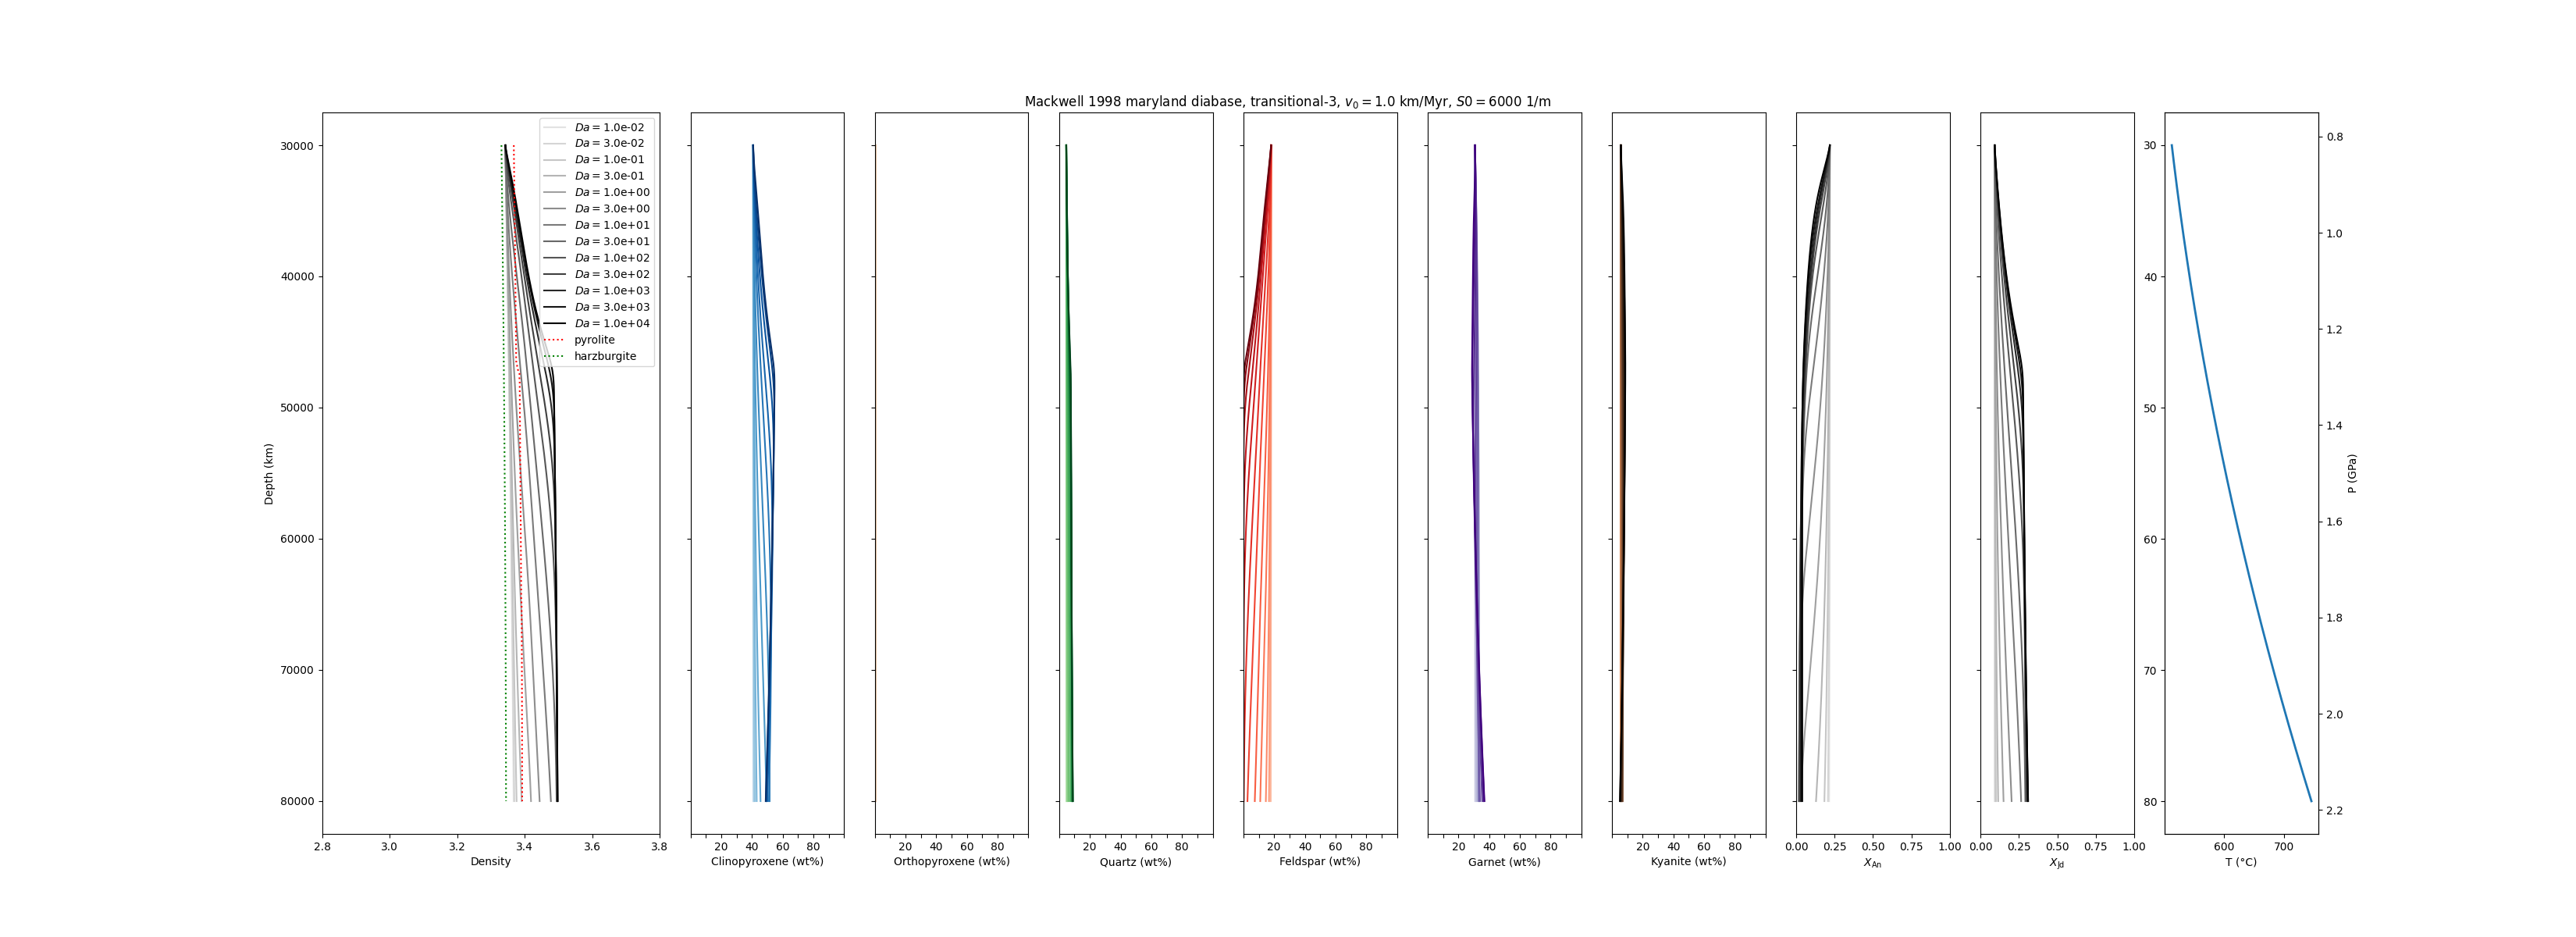 Mackwell 1998 maryland diabase, transitional-3, v₀ = 1.0 km/Myr, S0 = 6000 1/m
Da = 1.0e-02
Da = 3.0e-02
Da = 1.0e-01
Da = 3.0e-01
Da = 1.0e+00
Da = 3.0e+00
Da = 1.0e+01
Da = 3.0e+01
Da = 1.0e+02
Da = 3.0e+02
Da = 1.0e+03
Da = 3.0e+03
Da = 1.0e+04
pyrolite
harzburgite
30000
40000
50000
60000
70000
80000
Depth (km)
2.8 3.0 3.2 3.4 3.6 3.8
Density
20 40 60 80
Clinopyroxene (wt%)
20 40 60 80
Orthopyroxene (wt%)
20 40 60 80
Quartz (wt%)
20 40 60 80
Feldspar (wt%)
20 40 60 80
Garnet (wt%)
20 40 60 80
Kyanite (wt%)
0.00 0.25 0.50 0.75 1.00
X_An
0.00 0.25 0.50 0.75 1.00
X_Jd
30
40
50
60
70
80
600 700
T (°C)
0.8
1.0
1.2
1.4
1.6
1.8
2.0
2.2
P (GPa)